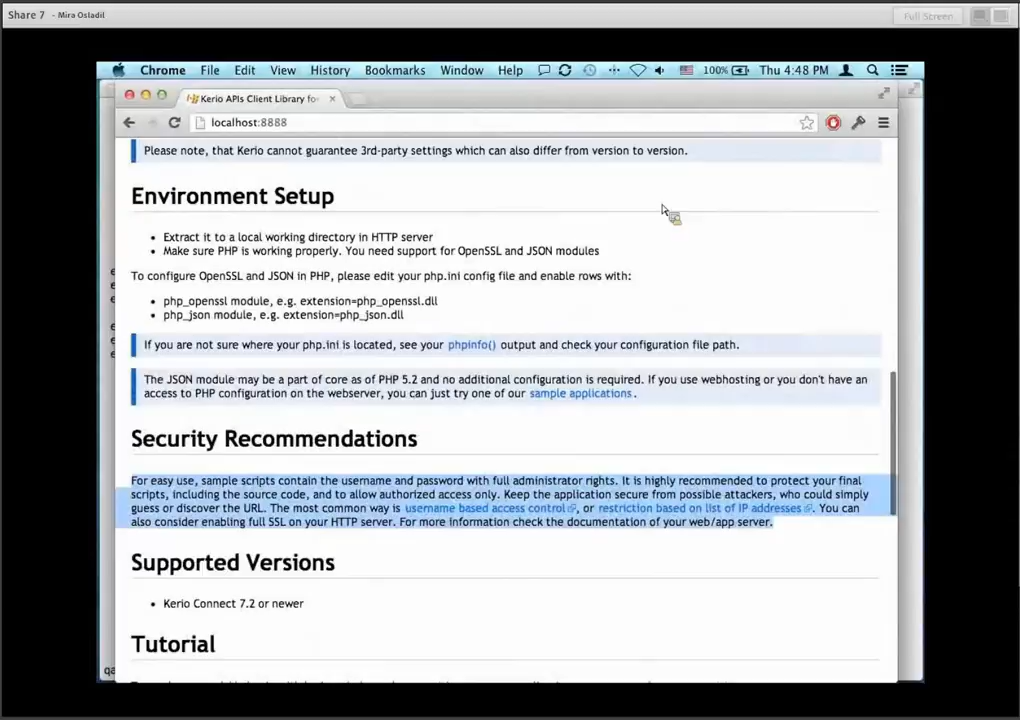 Share 7 - Mira Ostadil
Full Screen
Chrome File Edit View History Bookmarks Window Help 100% Thu 4:48 PM
Kerio APIs Client Library fo
localhost:8888
Please note, that Kerio cannot guarantee 3rd-party settings which can also differ from version to version.
Environment Setup
• Extract it to a local working directory in HTTP server
• Make sure PHP is working properly. You need support for OpenSSL and JSON modules
To configure OpenSSL and JSON in PHP, please edit your php.ini config file and enable rows with:
• php_openssl module, e.g. extension=php_openssl.dll
• php_json module, e.g. extension=php_json.dll
If you are not sure where your php.ini is located, see your phpinfo() output and check your configuration file path.
The JSON module may be a part of core as of PHP 5.2 and no additional configuration is required. If you use webhosting or you don't have an
access to PHP configuration on the webserver, you can just try one of our sample applications.
Security Recommendations
For easy use, sample scripts contain the username and password with full administrator rights. It is highly recommended to protect your final
scripts, including the source code, and to allow authorized access only. Keep the application secure from possible attackers, who could simply
guess or discover the URL. The most common way is username based access control, or restriction based on list of IP addresses. You can
also consider enabling full SSL on your HTTP server. For more information check the documentation of your web/app server.
Supported Versions
• Kerio Connect 7.2 or newer
Tutorial